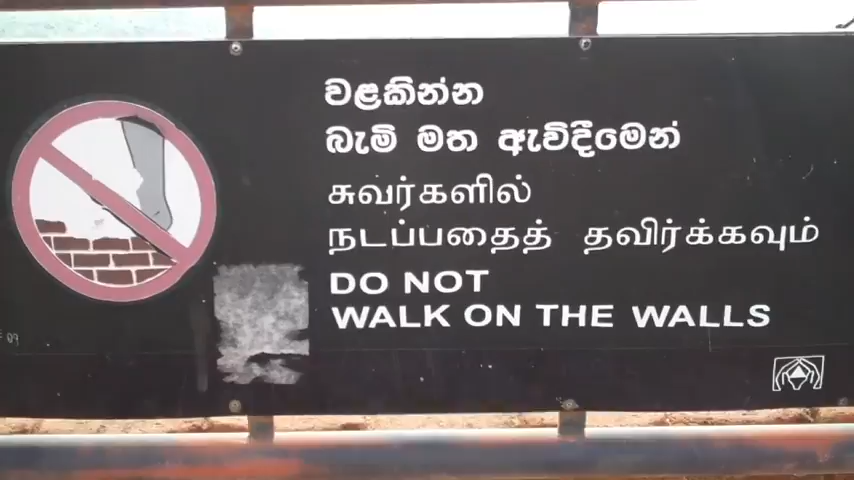 වළකින්න
බැමි මත ඇවිදීමෙන්
சுவர்களில்
நடப்பதைத் தவிர்க்கவும்
DO NOT
WALK ON THE WALLS